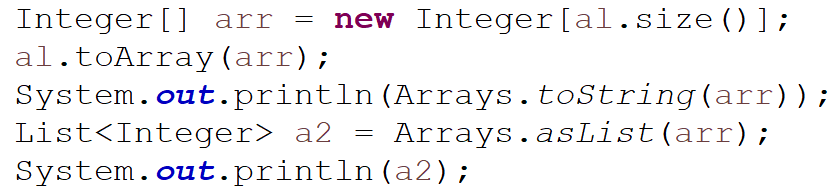 Integer[] arr = new Integer[al.size()];
al.toArray(arr);
System.out.println(Arrays.toString(arr));
List<Integer> a2 = Arrays.asList(arr);
System.out.println(a2);